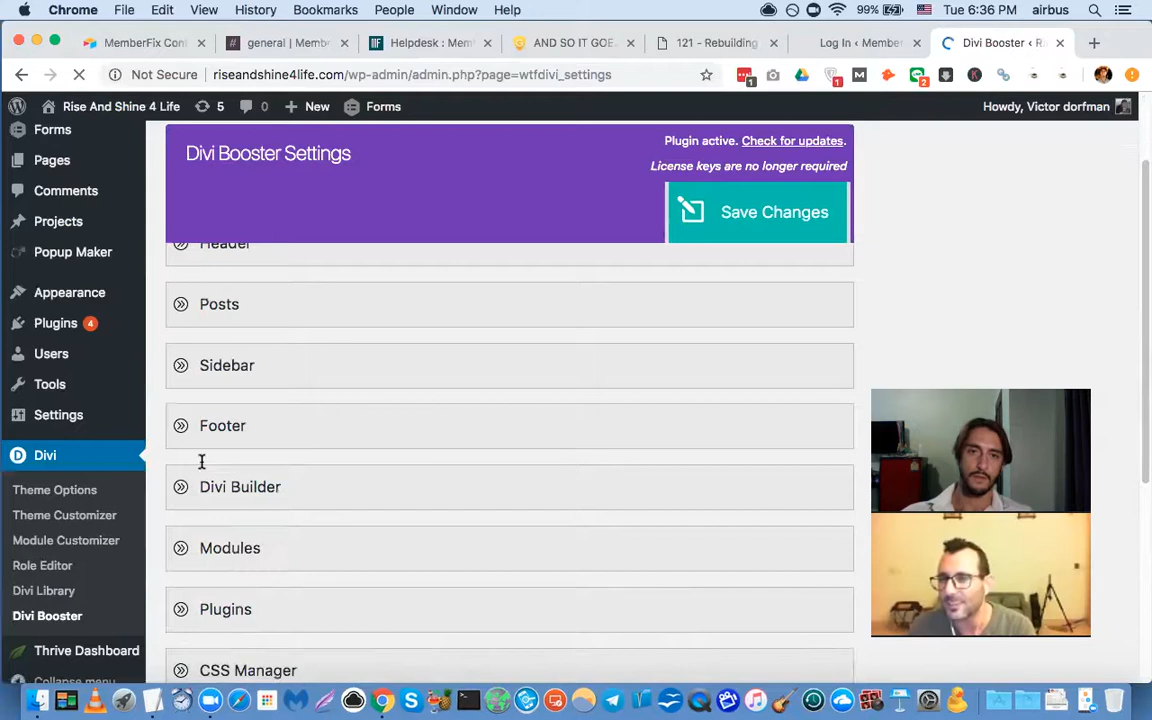 Chrome File Edit View History Bookmarks People Window Help 99% Tue 6:36 PM airbus
MemberFix Con
# general | Memb
Helpdesk : Mem
AND SO IT GOE
121 - Rebuilding
Log In ‹ Membe
Divi Booster ‹ R
Not Secure riseandshine4life.com/wp-admin/admin.php?page=wtfdivi_settings
Rise And Shine 4 Life 5 0 New Forms Howdy, Victor dorfman
Forms
Pages
Comments
Projects
Popup Maker
Appearance
Plugins 4
Users
Tools
Settings
Divi
Theme Options
Theme Customizer
Module Customizer
Role Editor
Divi Library
Divi Booster
Thrive Dashboard
Collapse menu
Divi Booster Settings
Plugin active. Check for updates.
License keys are no longer required
Save Changes
Header
Posts
Sidebar
Footer
Divi Builder
Modules
Plugins
CSS Manager